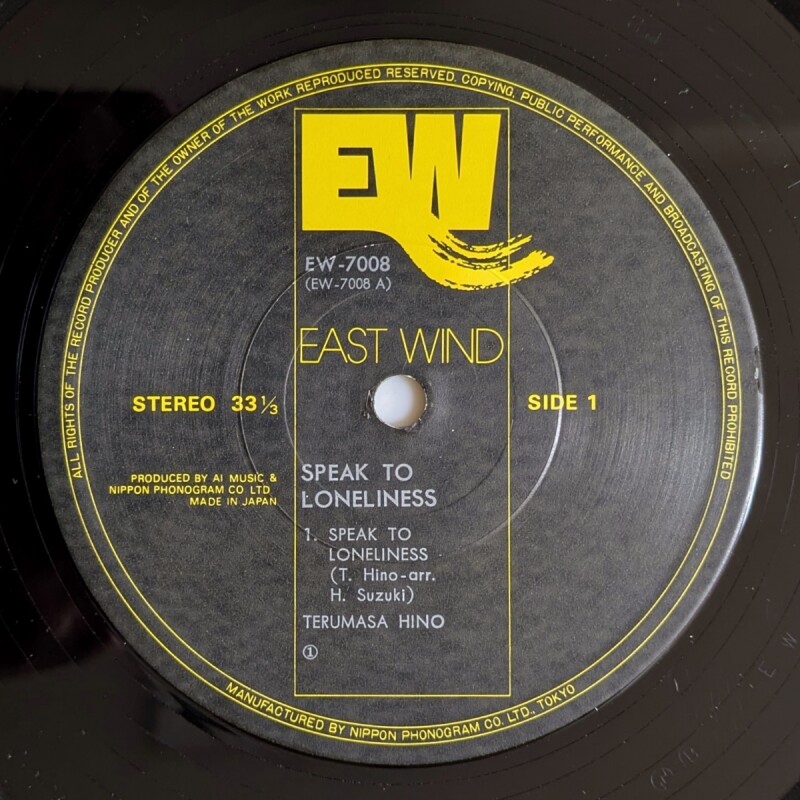 ALL RIGHTS OF THE RECORD PRODUCER AND OF THE OWNER OF THE WORK REPRODUCED RESERVED. COPYING, PUBLIC PERFORMANCE AND BROADCASTING OF THIS RECORD PROHIBITED
EW
EW-7008
(EW-7008 A)
EAST WIND
STEREO 33⅓
SIDE 1
PRODUCED BY AI MUSIC &
NIPPON PHONOGRAM CO LTD
MADE IN JAPAN
SPEAK TO
LONELINESS
1. SPEAK TO
LONELINESS
(T. Hino-arr.
H. Suzuki)
TERUMASA HINO
①
MANUFACTURED BY NIPPON PHONOGRAM CO. LTD., TOKYO